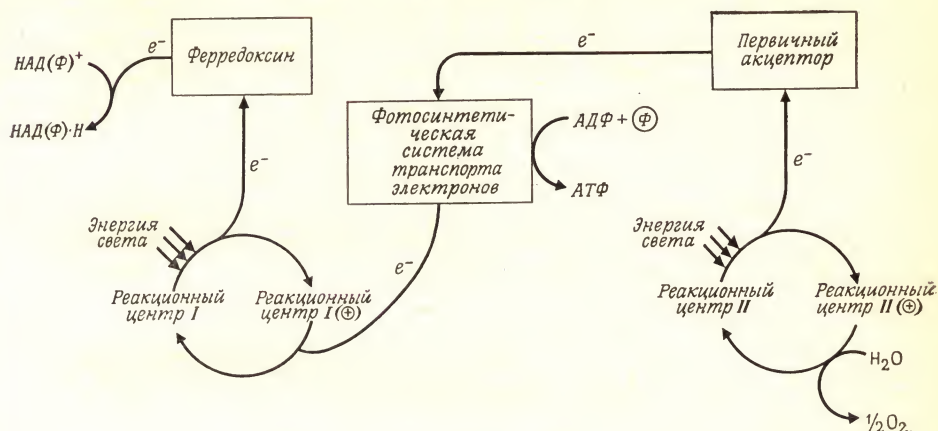 e⁻
НАД(Ф)⁺
Ферредоксин
НАД(Ф)·Н
e⁻
Первичный
акцептор
Фотосинтети-
ческая
система
транспорта
электронов
АДФ + Ф
АТФ
e⁻
Энергия
света
e⁻
Реакционный
центр I
Реакционный
центр I(⊕)
e⁻
Энергия
света
Реакционный
центр II
Реакционный
центр II(⊕)
H₂O
½O₂